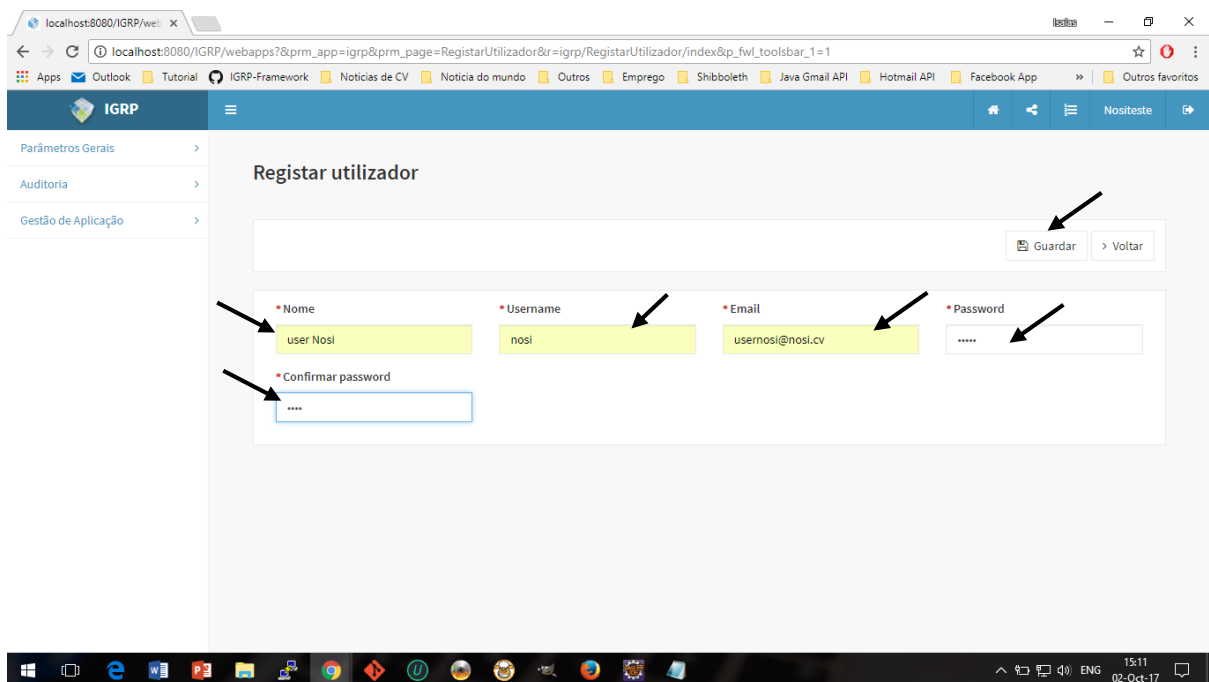 localhost:8080/IGRP/web
Isaías
localhost:8080/IGRP/webapps?&prm_app=igrp&prm_page=RegistarUtilizador&r=igrp/RegistarUtilizador/index&p_fwl_toolsbar_1=1
Apps Outlook Tutorial IGRP-Framework Noticias de CV Noticia do mundo Outros Emprego Shibboleth Java Gmail API Hotmail API Facebook App » Outros favoritos
IGRP Nositeste
Parâmetros Gerais
Auditoria
Gestão de Aplicação
Registar utilizador
Guardar > Voltar
* Nome * Username * Email * Password
user Nosi nosi usernosi@nosi.cv •••••
* Confirmar password
••••
ENG 15:11
02-Oct-17